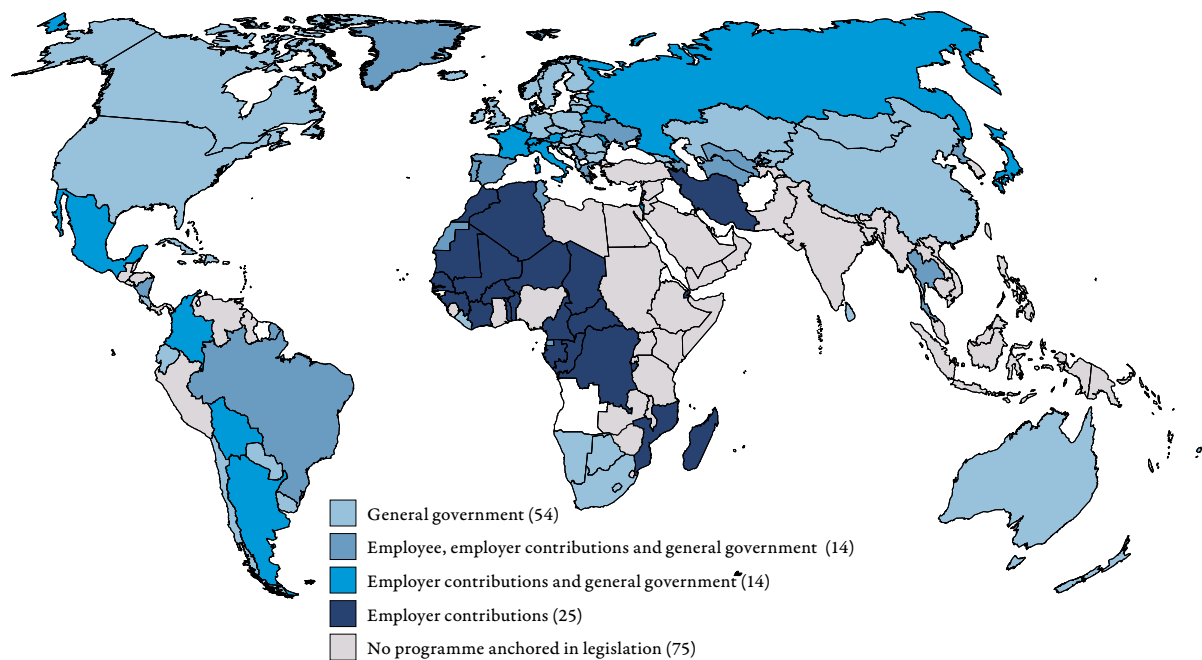 General government (54)
Employee, employer contributions and general government (14)
Employer contributions and general government (14)
Employer contributions (25)
No programme anchored in legislation (75)